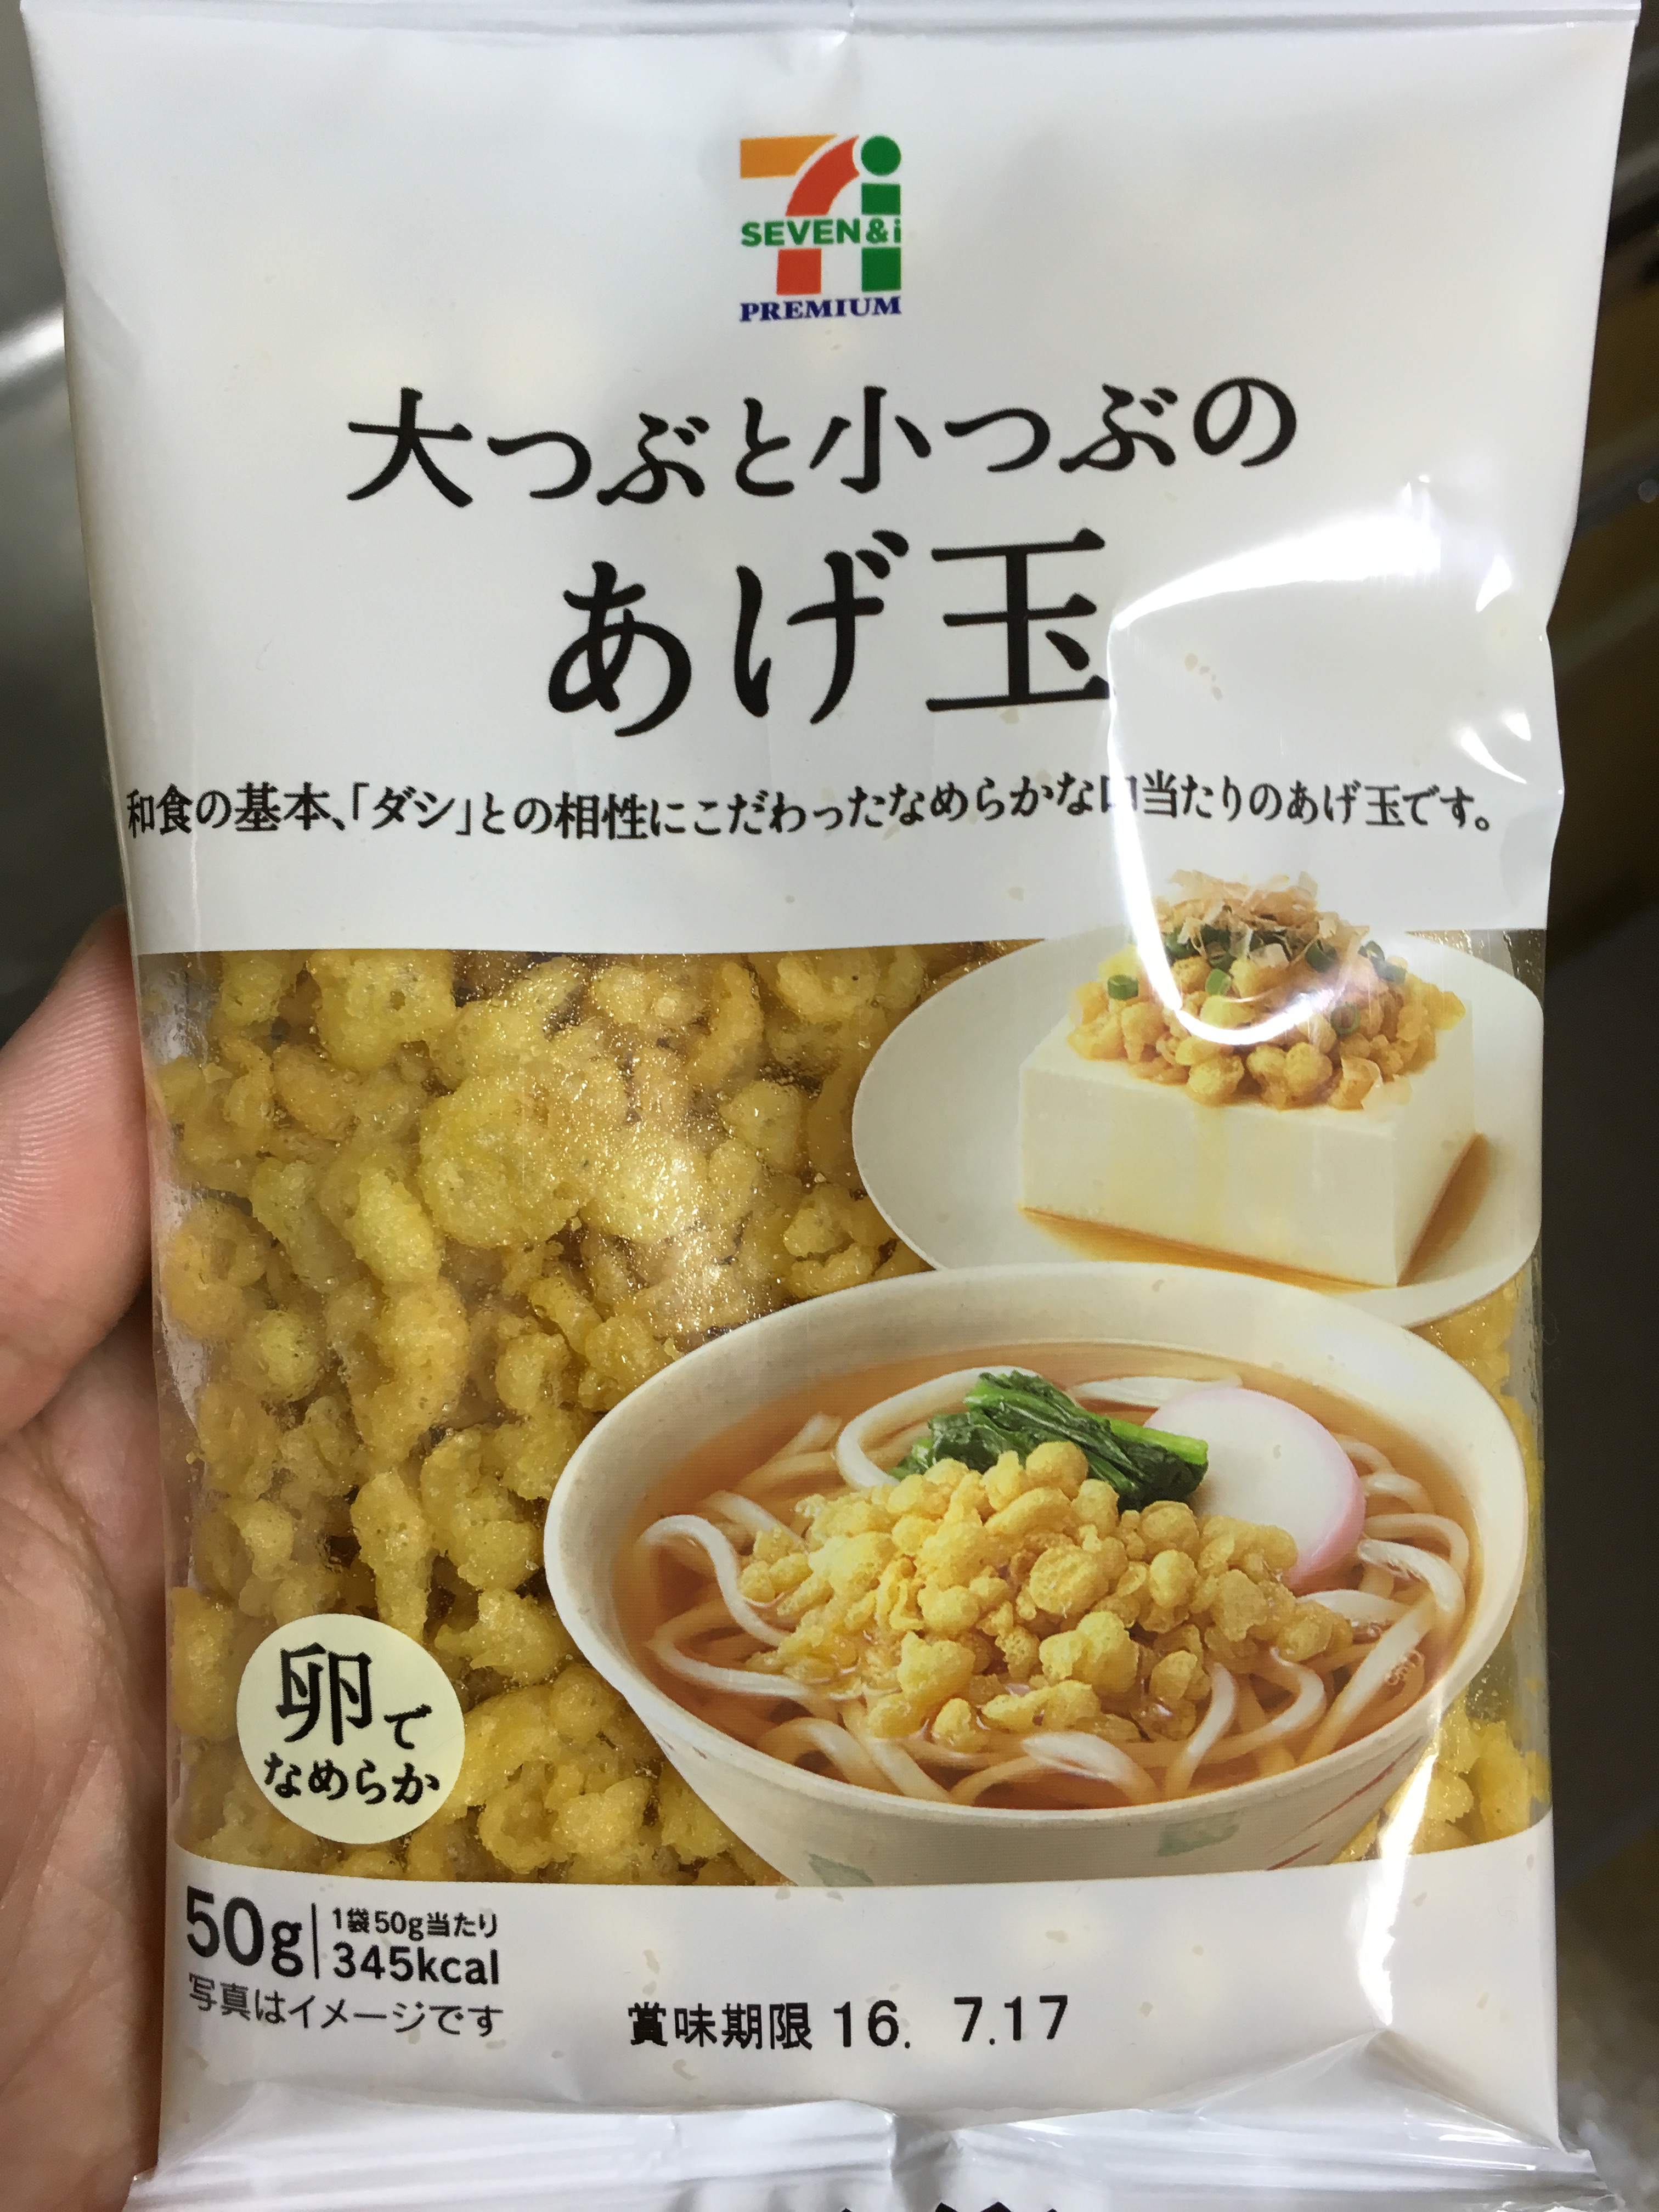 SEVEN&i
PREMIUM
大つぶと小つぶの
あげ玉
和食の基本、「ダシ」との相性にこだわったなめらかな口当たりのあげ玉です。
卵で
なめらか
50g
1袋50g当たり
345kcal
写真はイメージです
賞味期限 16. 7.17